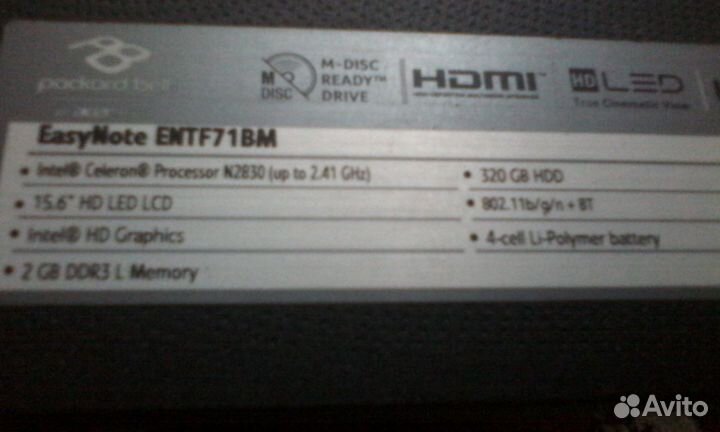 packard bell
M-DISC
READY™
DRIVE
M
DISC
HDMI
HD LED
True Cinematic View
EasyNote ENTF71BM
• Intel® Celeron® Processor N2830 (up to 2.41 GHz)
• 15.6" HD LED LCD
• Intel® HD Graphics
• 2 GB DDR3 L Memory
• 320 GB HDD
• 802.11b/g/n + BT
• 4-cell Li-Polymer battery
Avito